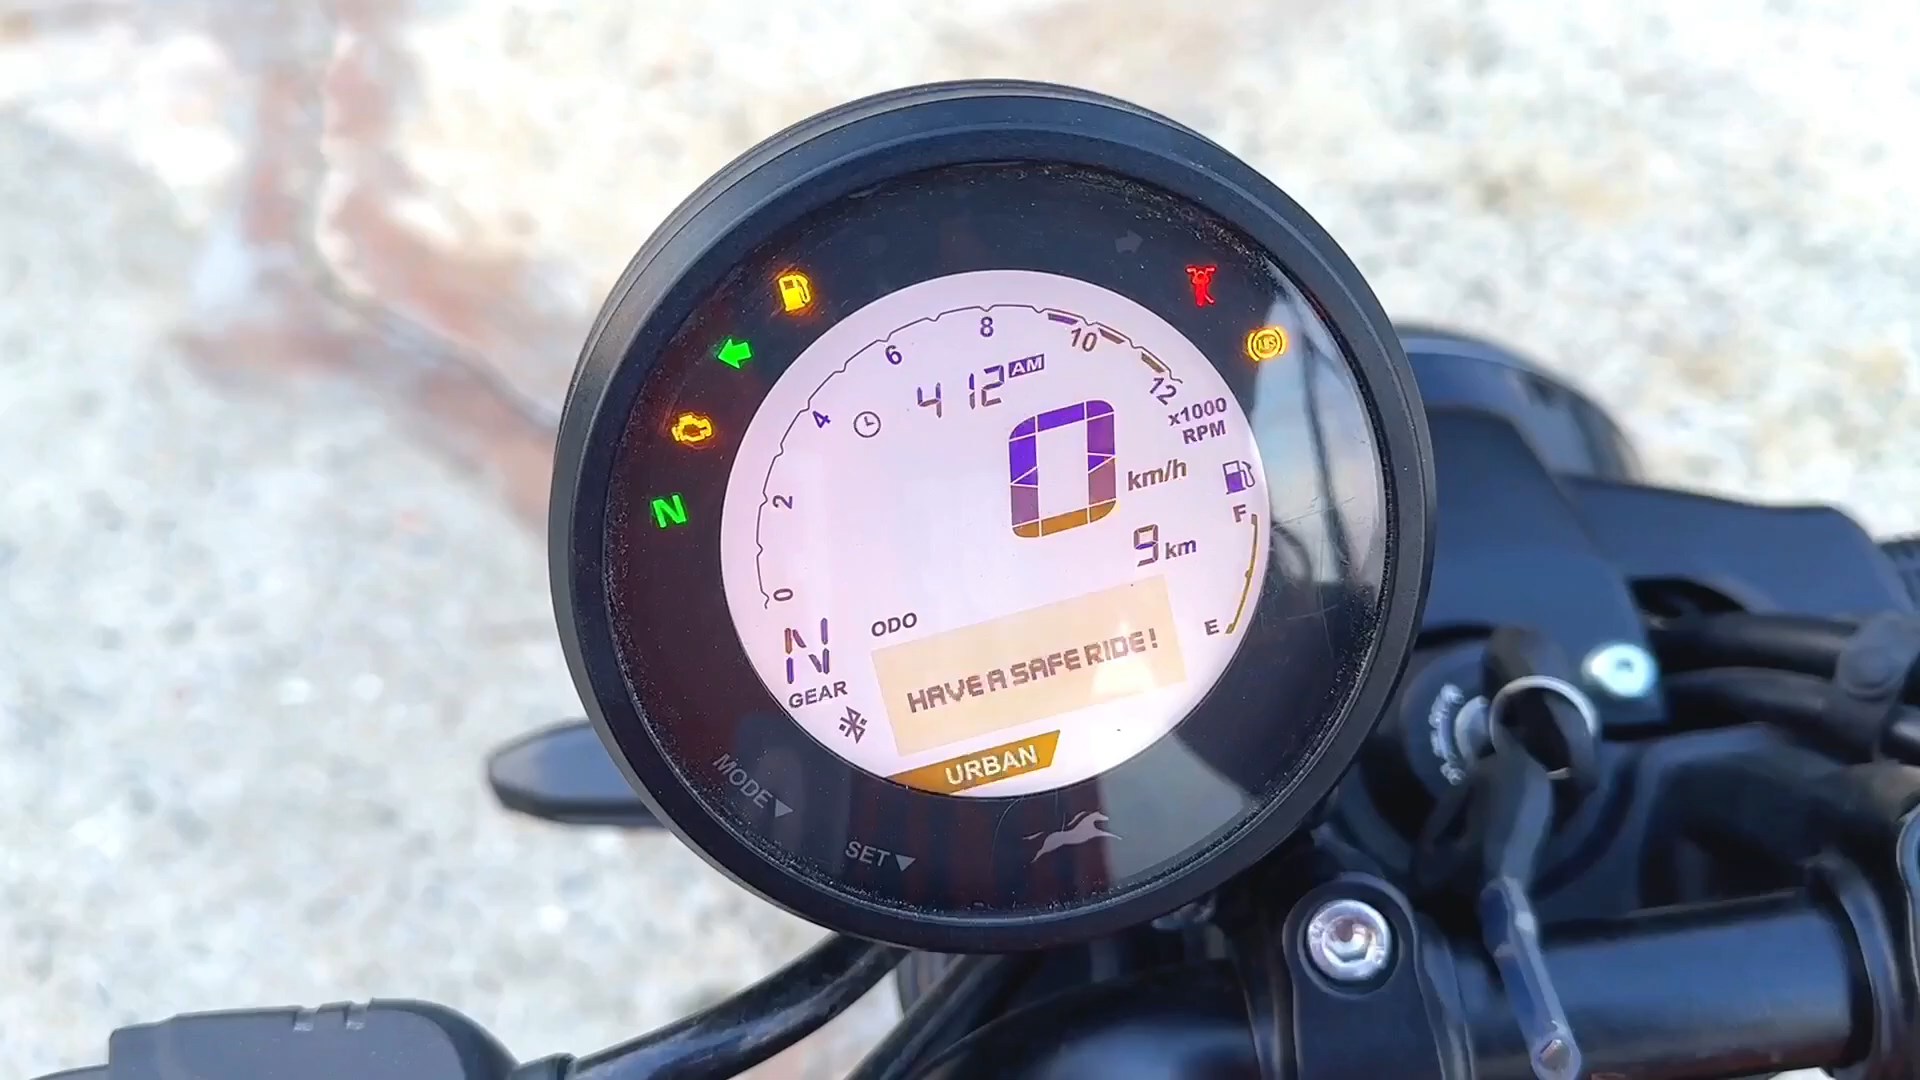 8
6
10
4
12
412 AM
x1000
RPM
0 km/h
2
N
F
9 km
0
ODO
E
N
GEAR
HAVE A SAFE RIDE!
URBAN
MODE
SET
ABS